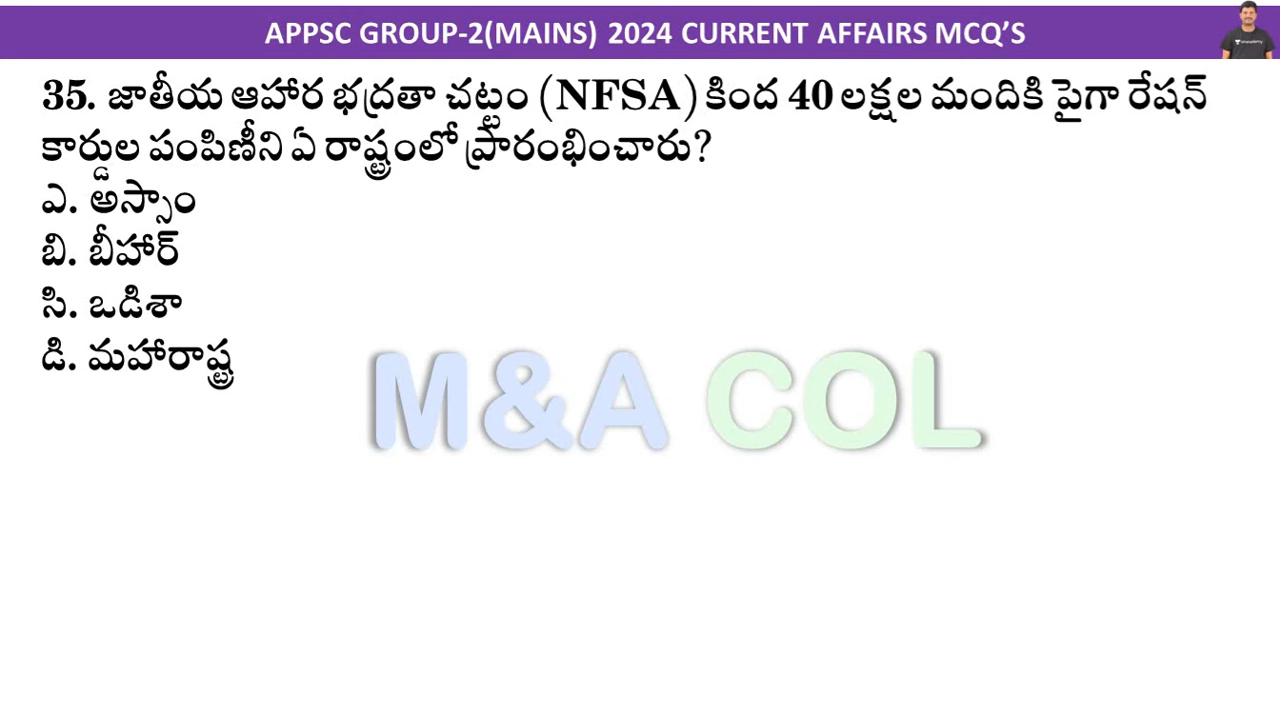 APPSC GROUP-2(MAINS) 2024 CURRENT AFFAIRS MCQ’S
35. జాతీయ ఆహార భద్రతా చట్టం (NFSA) కింద 40 లక్షల మందికి పైగా రేషన్
కార్డుల పంపిణీని ఏ రాష్ట్రంలో ప్రారంభించారు?
ఎ. అస్సాం
బి. బీహార్
సి. ఒడిశా
డి. మహారాష్ట్ర
M&A COL